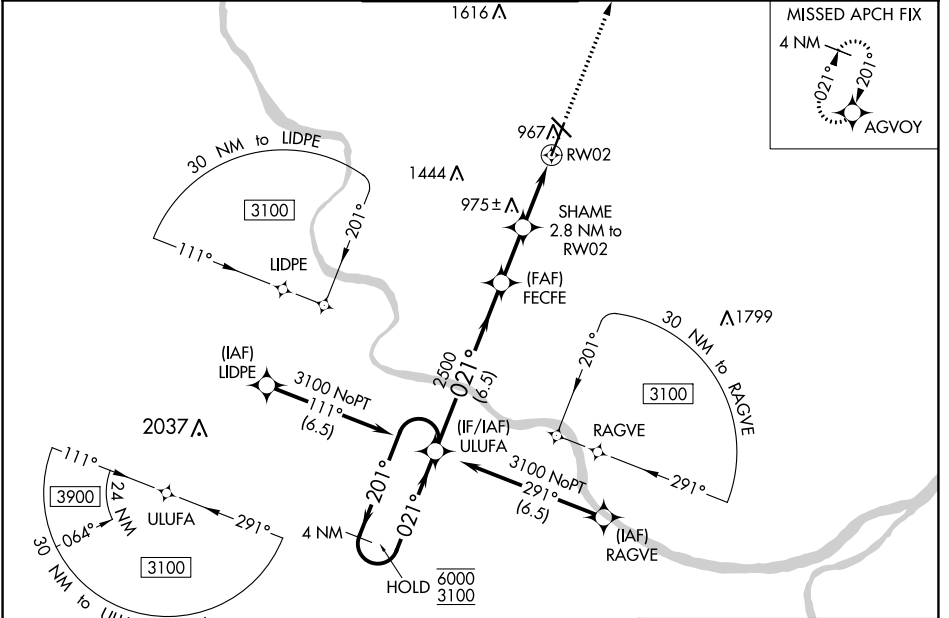 1616
MISSED APCH FIX
4 NM
021°
201°
AGVOY
967
RW02
30 NM to LIDPE
3100
111°
201°
LIDPE
1444
975±
SHAME
2.8 NM to
RW02
(FAF)
FECFE
1799
30 NM to RAGVE
201°
3100
RAGVE
291°
(IAF)
LIDPE
3100 NoPT
111°
(6.5)
2500
021°
(6.5)
(IF/IAF)
ULUFA
3100 NoPT
291°
(6.5)
(IAF)
RAGVE
2037
201°
021°
4 NM
HOLD
6000
3100
111°
3900
24 NM
064°
ULUFA
291°
3100
30 NM to